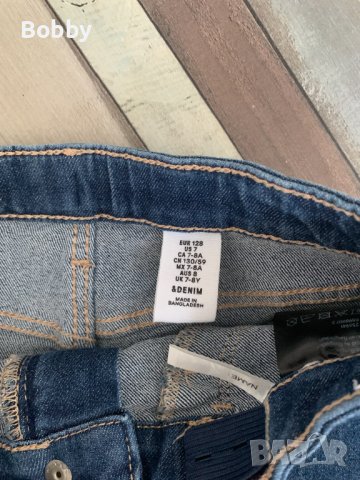 Bobby
EUR 128
US 7
CA 7-8A
CN 130/59
MX 7-8A
AUS 8
UK 7-8Y
&DENIM
MADE IN
BANGLADESH
NAME:
BAZAR